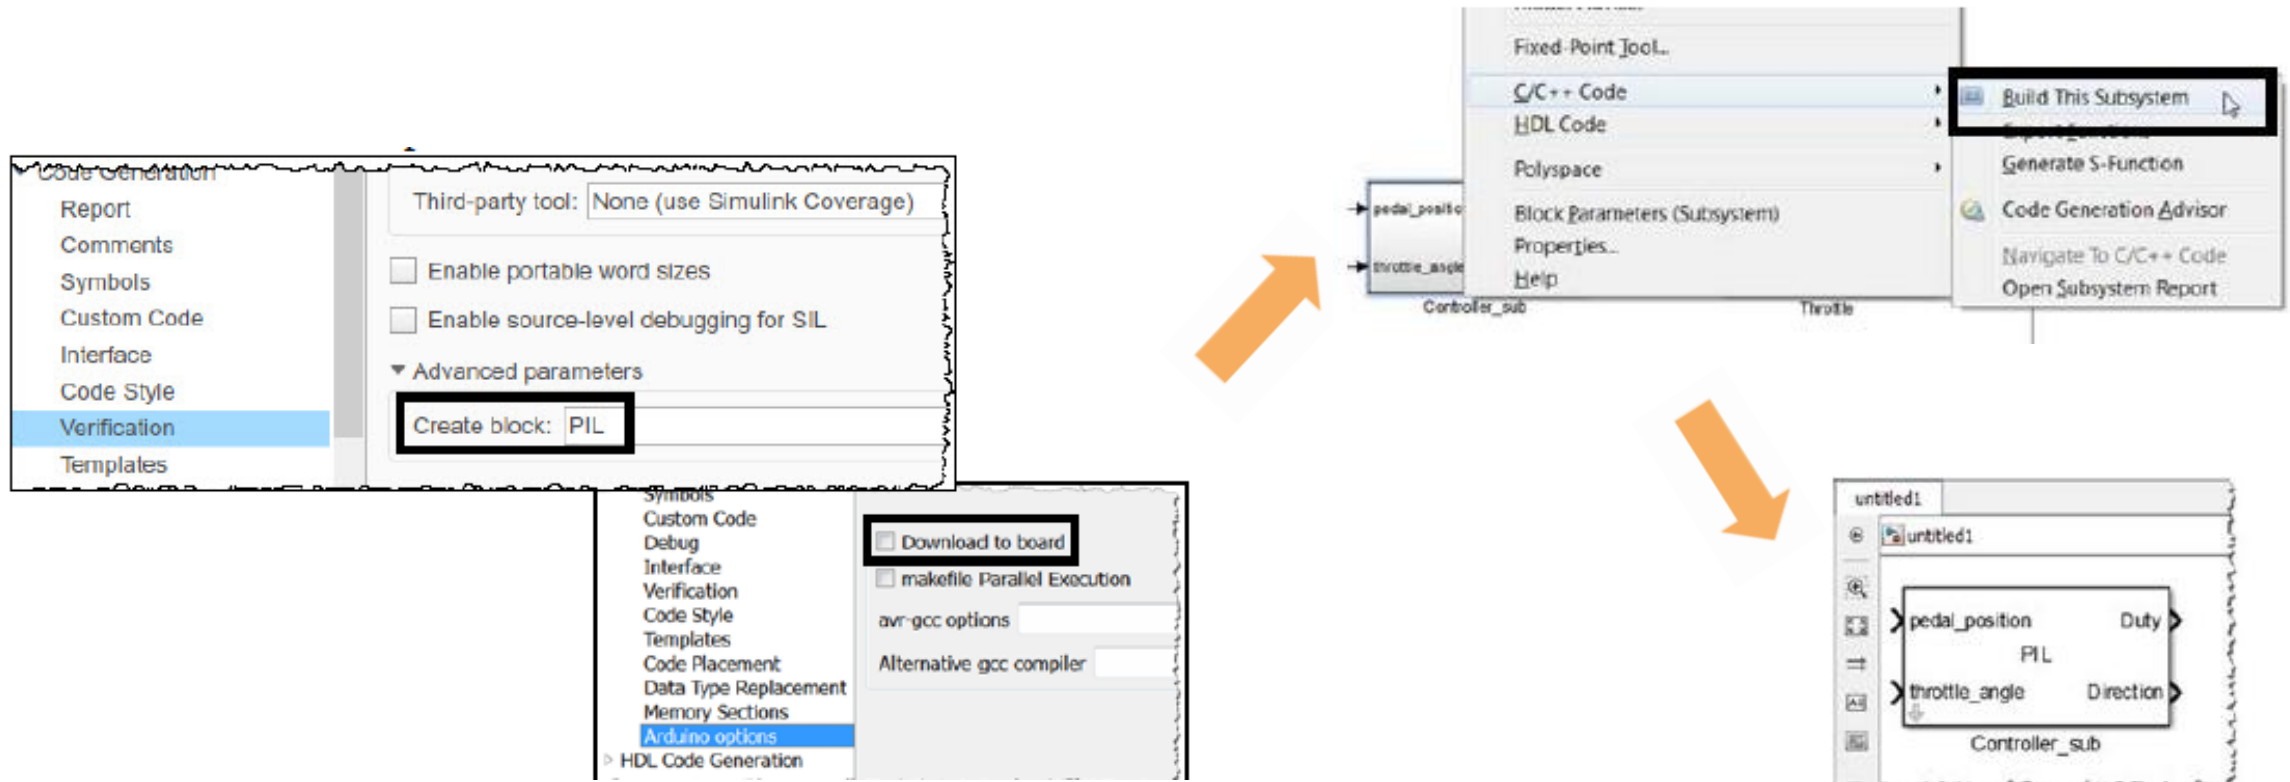 Code Generation
Report
Comments
Symbols
Custom Code
Interface
Code Style
Verification
Templates
Third-party tool: None (use Simulink Coverage)
Enable portable word sizes
Enable source-level debugging for SIL
Advanced parameters
Create block: PIL
Symbols
Custom Code
Debug
Interface
Verification
Code Style
Templates
Code Placement
Data Type Replacement
Memory Sections
Arduino options
HDL Code Generation
Download to board
makefile Parallel Execution
avr-gcc options
Alternative gcc compiler
Fixed-Point Tool...
C/C++ Code
HDL Code
Polyspace
Block Parameters (Subsystem)
Properties...
Help
Build This Subsystem
Export Functions
Generate S-Function
Code Generation Advisor
Navigate To C/C++ Code
Open Subsystem Report
throttle_angle
Controller_sub
Throttle
untitled1
untitled1
pedal_position Duty
PIL
throttle_angle Direction
Controller_sub